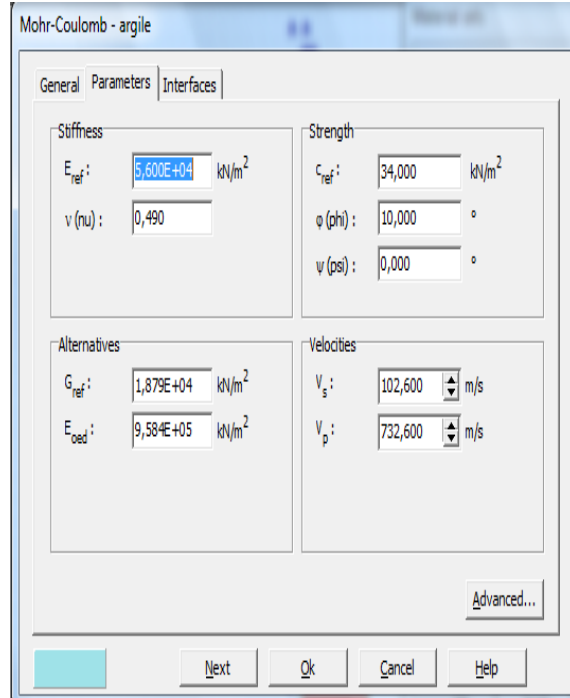 Mohr-Coulomb - argile
General Parameters Interfaces
Stiffness
E_ref : 5,600E+04 kN/m²
ν (nu) : 0,490
Strength
c_ref : 34,000 kN/m²
φ (phi) : 10,000 °
ψ (psi) : 0,000 °
Alternatives
G_ref : 1,879E+04 kN/m²
E_oed : 9,584E+05 kN/m²
Velocities
V_s : 102,600 m/s
V_p : 732,600 m/s
Advanced...
Next Ok Cancel Help